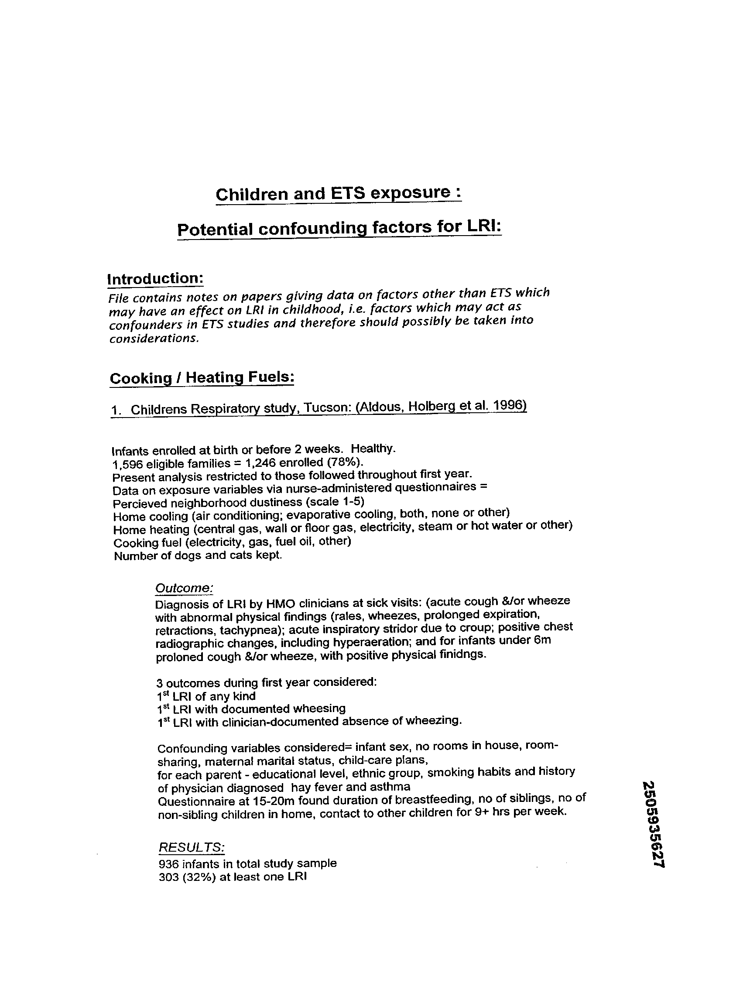 Children and ETS exposure :
Potential confounding factors for LRI:
Introduction:
File contains notes on papers giving data on factors other than ETS which
may have an effect on LRI in childhood, i.e. factors which may act as
confounders in ETS studies and therefore should possibly be taken into
considerations.
Cooking / Heating Fuels:
1. Childrens Respiratory study, Tucson: (Aldous, Holberg et al. 1996)
Infants enrolled at birth or before 2 weeks. Healthy.
1,596 eligible families = 1,246 enrolled (78%).
Present analysis restricted to those followed throughout first year.
Data on exposure variables via nurse-administered questionnaires =
Percieved neighborhood dustiness (scale 1-5)
Home cooling (air conditioning; evaporative cooling, both, none or other)
Home heating (central gas, wall or floor gas, electricity, steam or hot water or other)
Cooking fuel (electricity, gas, fuel oil, other)
Number of dogs and cats kept.
Outcome:
Diagnosis of LRI by HMO clinicians at sick visits: (acute cough &/or wheeze
with abnormal physical findings (rales, wheezes, prolonged expiration,
retractions, tachypnea); acute inspiratory stridor due to croup; positive chest
radiographic changes, including hyperaeration; and for infants under 6m
proloned cough &/or wheeze, with positive physical finidngs.
3 outcomes during first year considered:
1st LRI of any kind
1st LRI with documented wheesing
1st LRI with clinician-documented absence of wheezing.
Confounding variables considered= infant sex, no rooms in house, room-
sharing, maternal marital status, child-care plans,
for each parent - educational level, ethnic group, smoking habits and history
of physician diagnosed hay fever and asthma
Questionnaire at 15-20m found duration of breastfeeding, no of siblings, no of
non-sibling children in home, contact to other children for 9+ hrs per week.
RESULTS:
936 infants in total study sample
303 (32%) at least one LRI
2505935627